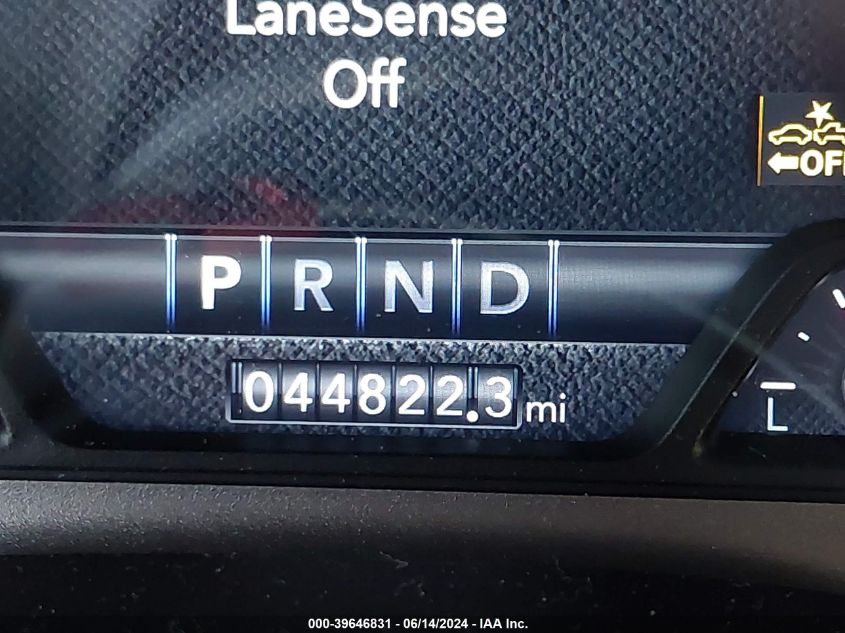 LaneSense
Off
P R N D
044822.3 mi
L
000-39646831 - 06/14/2024 - IAA Inc.